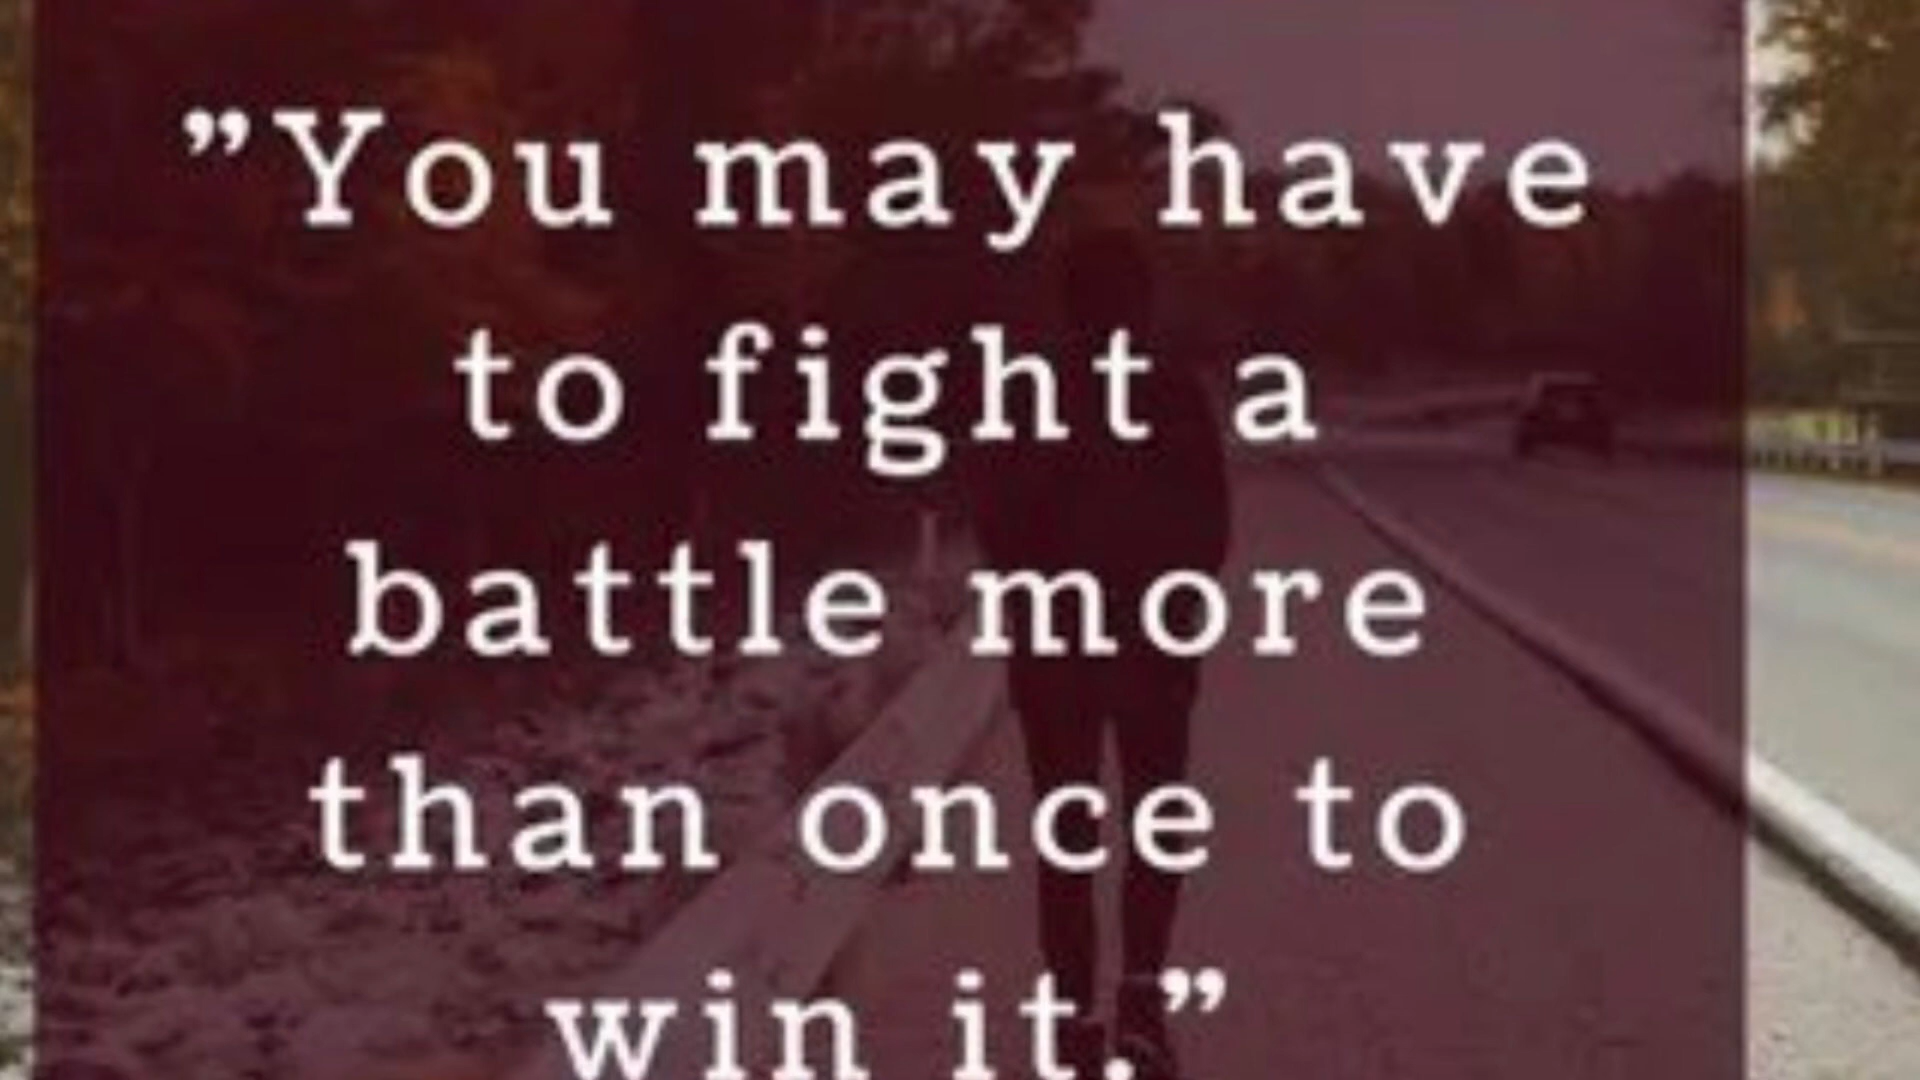 ”You may have
to fight a
battle more
than once to
win it.”